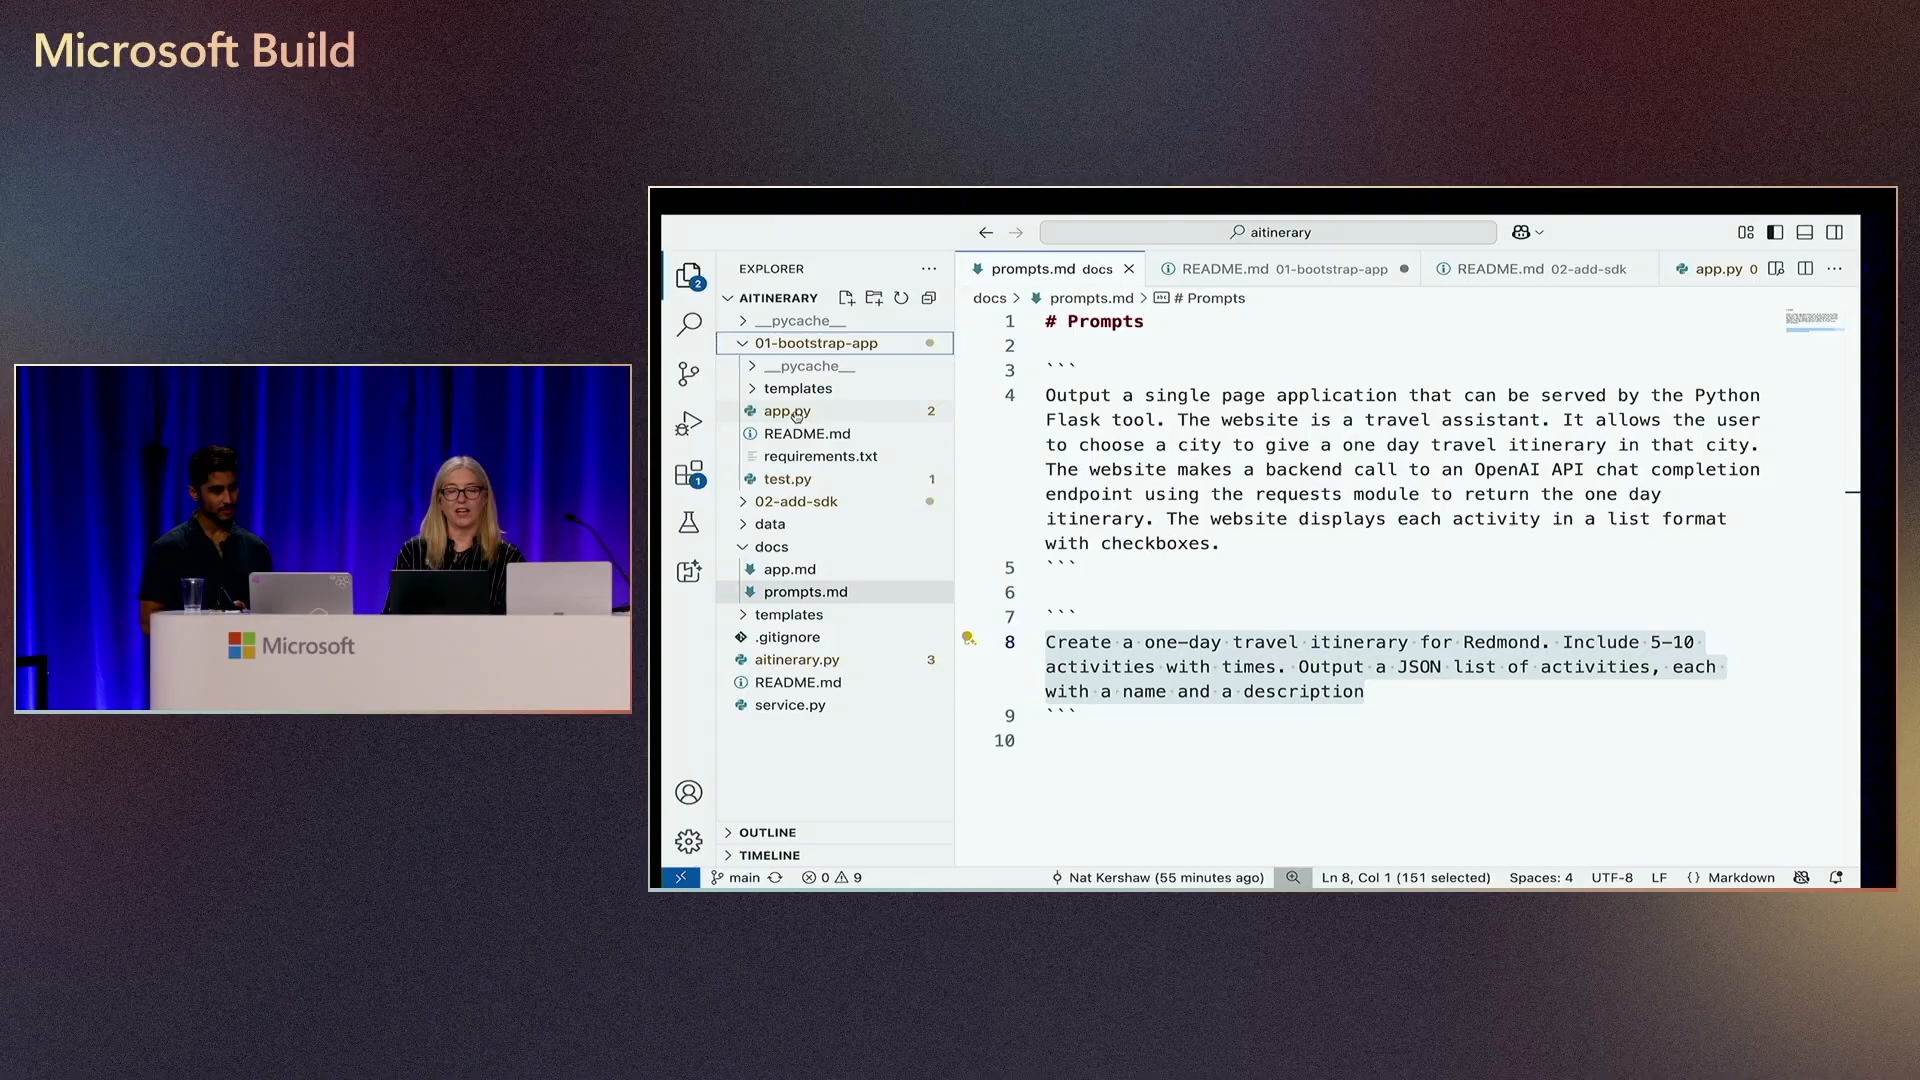 Microsoft Build
Microsoft
aitinerary
EXPLORER
AITINERARY
__pycache__
01-bootstrap-app
__pycache__
templates
app.py 2
README.md
requirements.txt
test.py 1
02-add-sdk
data
docs
app.md
prompts.md
templates
.gitignore
aitinerary.py 3
README.md
service.py
OUTLINE
TIMELINE
2
1
prompts.md docs
README.md 01-bootstrap-app
README.md 02-add-sdk
app.py 0
docs > prompts.md > # Prompts
1 # Prompts
2
3 ```
4 Output a single page application that can be served by the Python
Flask tool. The website is a travel assistant. It allows the user
to choose a city to give a one day travel itinerary in that city.
The website makes a backend call to an OpenAI API chat completion
endpoint using the requests module to return the one day
itinerary. The website displays each activity in a list format
with checkboxes.
5 ```
6
7 ```
8 Create a one-day travel itinerary for Redmond. Include 5-10
activities with times. Output a JSON list of activities, each
with a name and a description
9 ```
10
main 0 9 Nat Kershaw (55 minutes ago) Ln 8, Col 1 (151 selected) Spaces: 4 UTF-8 LF {} Markdown